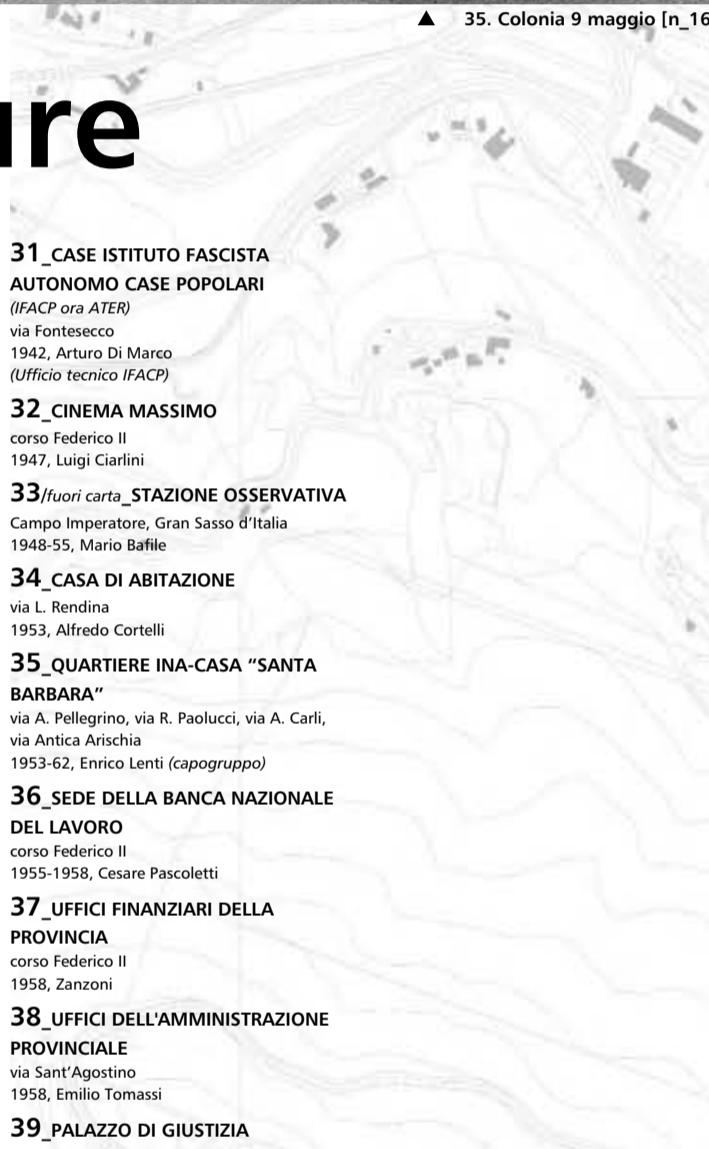 ▲ 35. Colonia 9 maggio [n_16
ure
31_CASE ISTITUTO FASCISTA
AUTONOMO CASE POPOLARI
(IFACP ora ATER)
via Fontesecco
1942, Arturo Di Marco
(Ufficio tecnico IFACP)
32_CINEMA MASSIMO
corso Federico II
1947, Luigi Ciarlini
33/fuori carta_STAZIONE OSSERVATIVA
Campo Imperatore, Gran Sasso d’Italia
1948-55, Mario Bafile
34_CASA DI ABITAZIONE
via L. Rendina
1953, Alfredo Cortelli
35_QUARTIERE INA-CASA “SANTA
BARBARA”
via A. Pellegrino, via R. Paolucci, via A. Carli,
via Antica Arischia
1953-62, Enrico Lenti (capogruppo)
36_SEDE DELLA BANCA NAZIONALE
DEL LAVORO
corso Federico II
1955-1958, Cesare Pascoletti
37_UFFICI FINANZIARI DELLA
PROVINCIA
corso Federico II
1958, Zanzoni
38_UFFICI DELL'AMMINISTRAZIONE
PROVINCIALE
via Sant’Agostino
1958, Emilio Tomassi
39_PALAZZO DI GIUSTIZIA